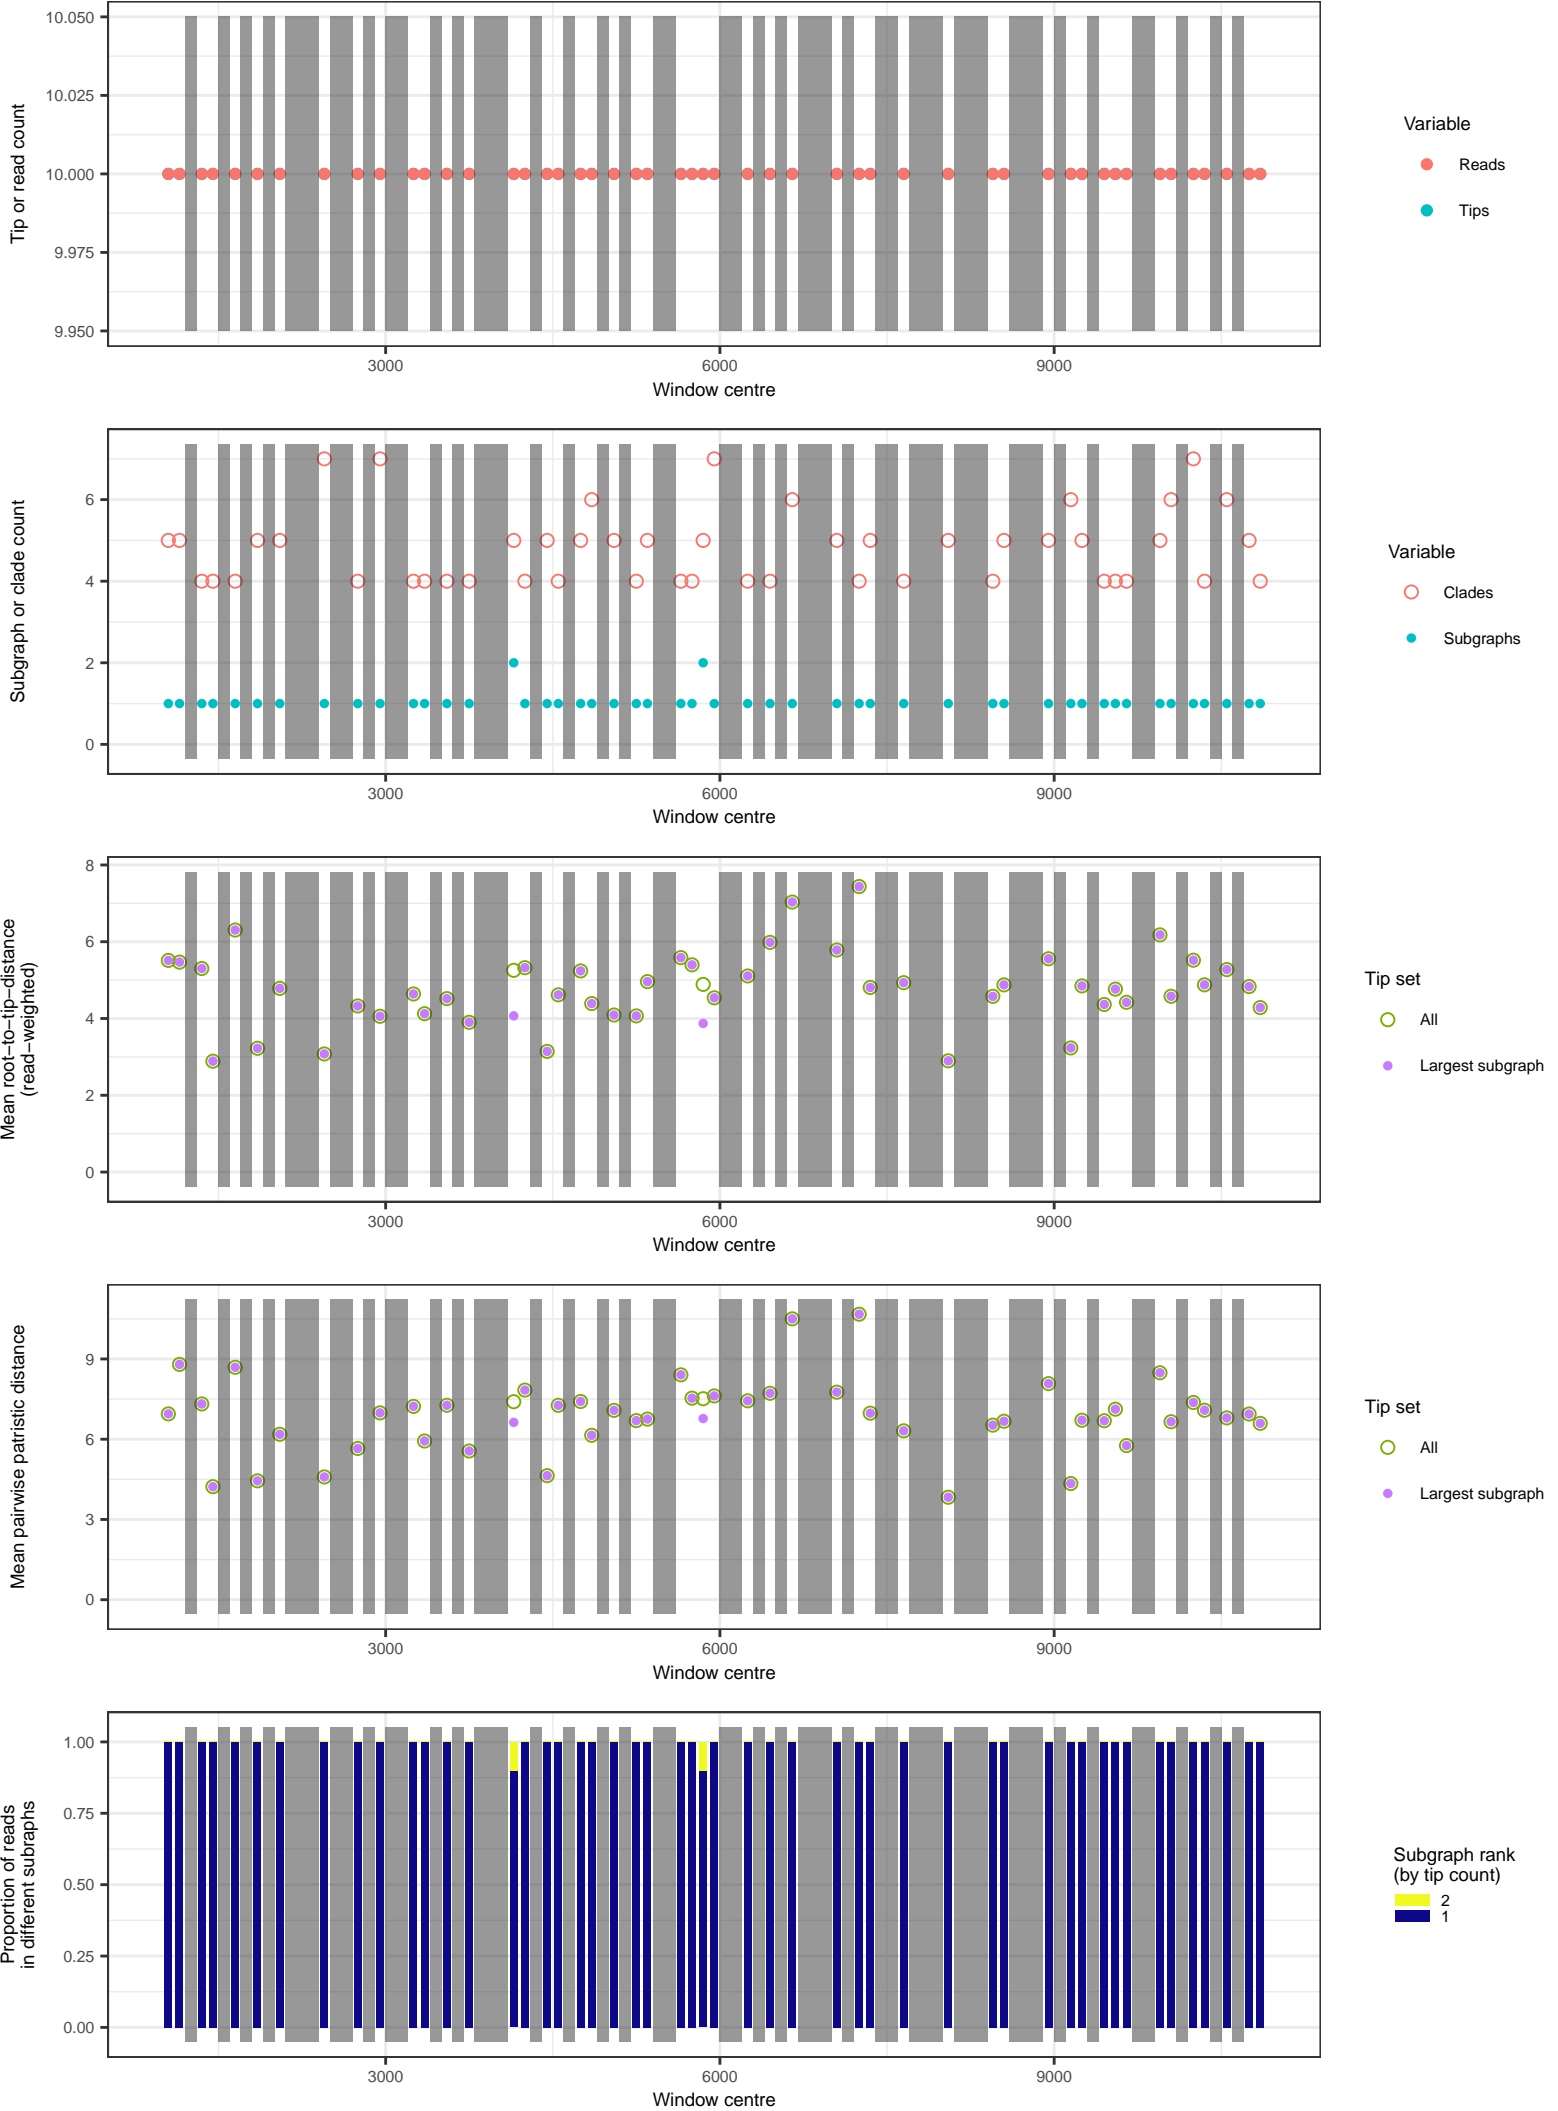 10.050
10.025
10.000
9.975
9.950
Tip or read count
3000
6000
9000
Window centre
Variable
Reads
Tips
6
4
2
0
Subgraph or clade count
3000
6000
9000
Window centre
Variable
Clades
Subgraphs
8
6
4
2
0
Mean root−to−tip−distance
(read−weighted)
3000
6000
9000
Window centre
Tip set
All
Largest subgraph
9
6
3
0
Mean pairwise patristic distance
3000
6000
9000
Window centre
Tip set
All
Largest subgraph
1.00
0.75
0.50
0.25
0.00
Proportion of reads
in different subraphs
3000
6000
9000
Window centre
Subgraph rank
(by tip count)
2
1